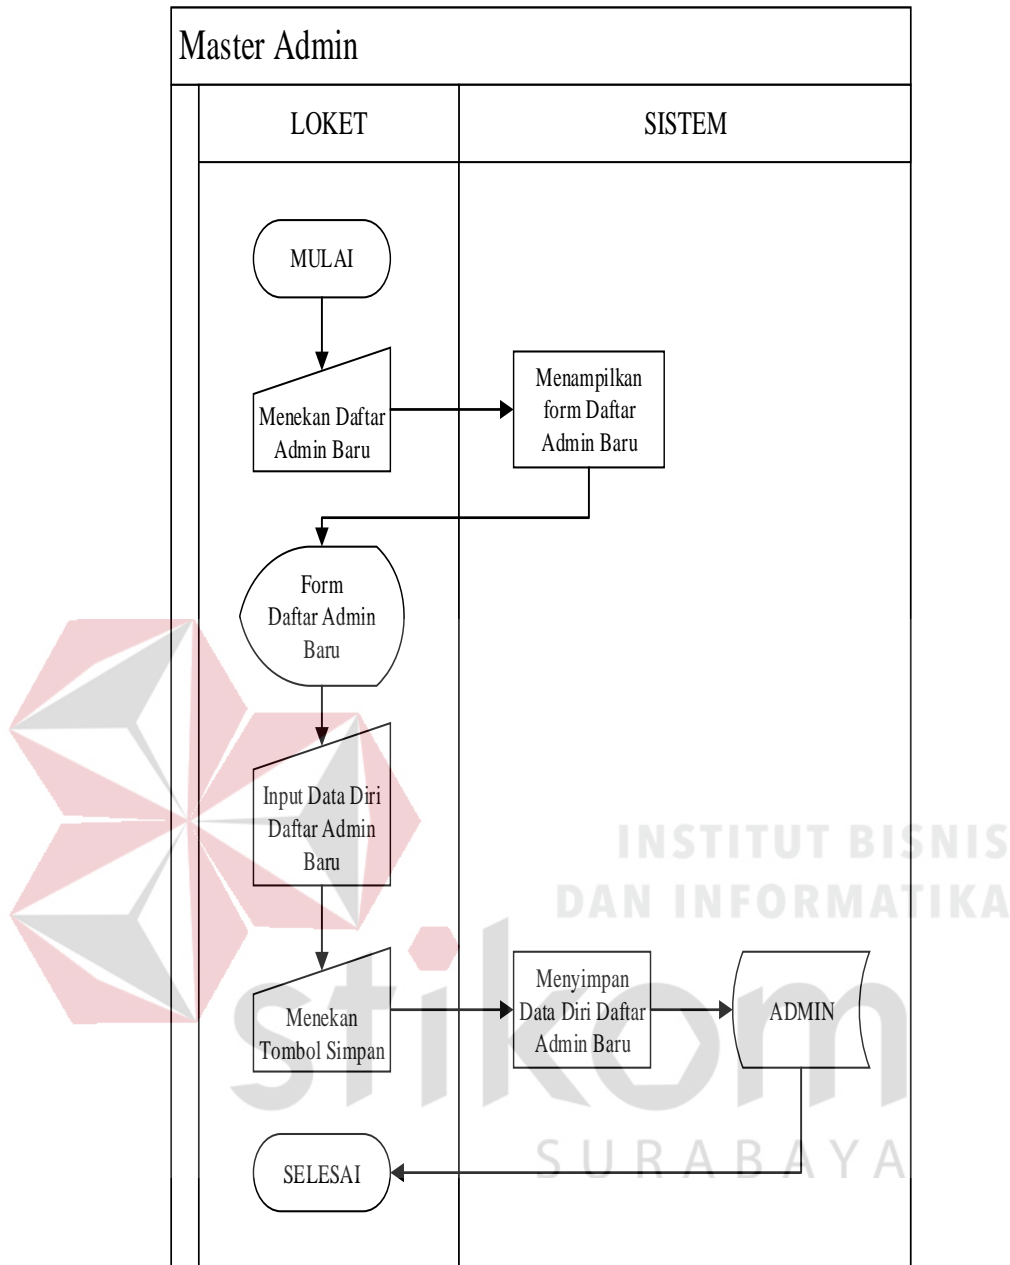 Master Admin
LOKET
SISTEM
MULAI
Menekan Daftar
Admin Baru
Menampilkan
form Daftar
Admin Baru
Form
Daftar Admin
Baru
Input Data Diri
Daftar Admin
Baru
INSTITUT BISNIS
DAN INFORMATIKA
stikom
SURABAYA
Menekan
Tombol Simpan
Menyimpan
Data Diri Daftar
Admin Baru
ADMIN
SELESAI